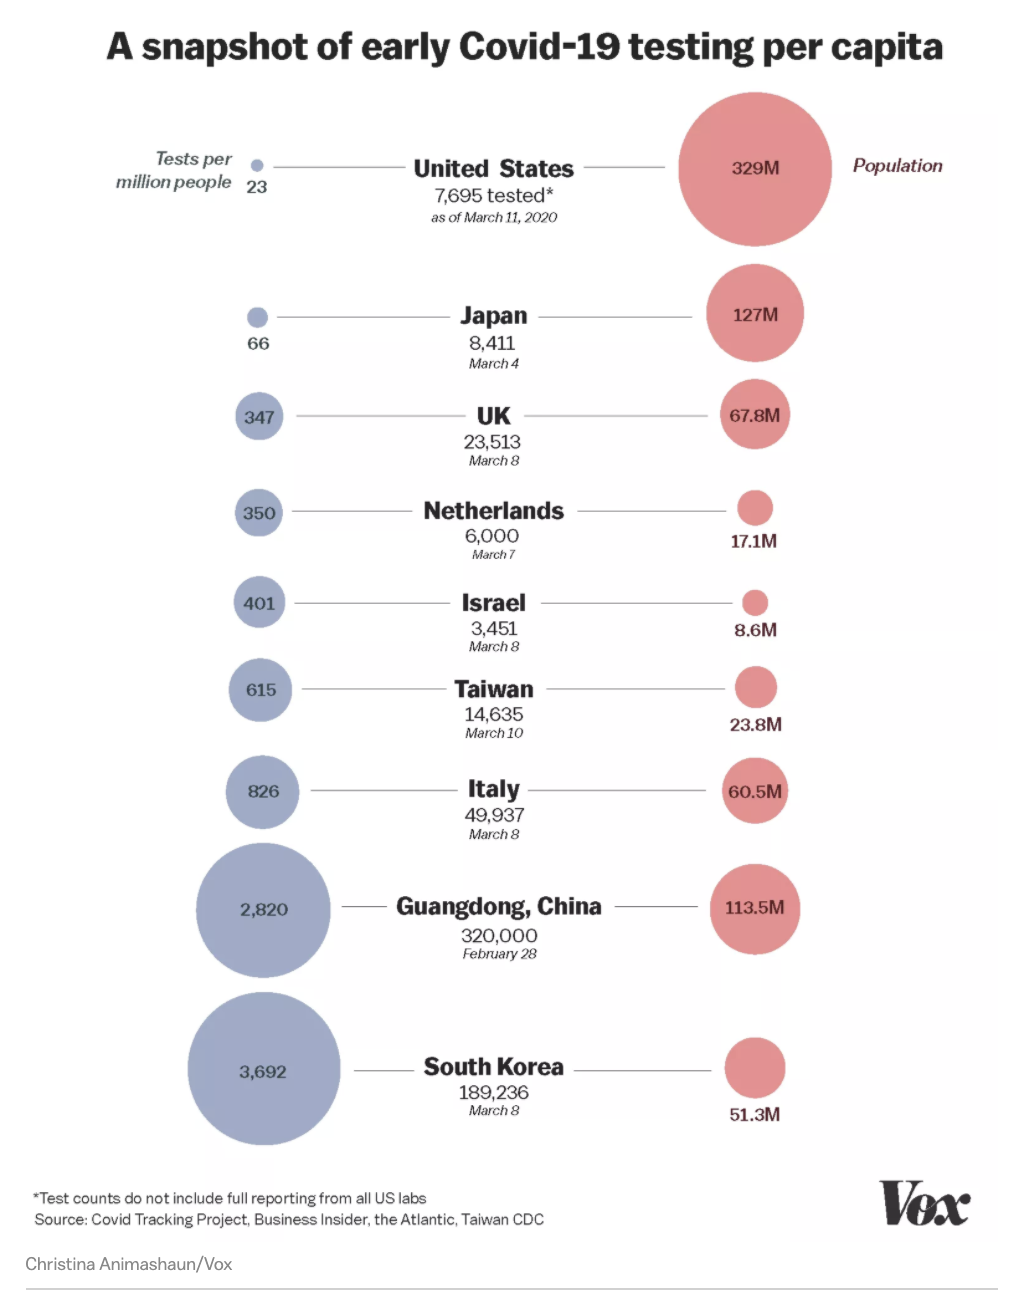 A snapshot of early Covid-19 testing per capita
Tests per
million people
23
United States
7,695 tested*
as of March 11, 2020
329M
Population
66
Japan
8,411
March 4
127M
347
UK
23,513
March 8
67.8M
350
Netherlands
6,000
March 7
17.1M
401
Israel
3,451
March 8
8.6M
615
Taiwan
14,635
March 10
23.8M
826
Italy
49,937
March 8
60.5M
2,820
Guangdong, China
320,000
February 28
113.5M
3,692
South Korea
189,236
March 8
51.3M
*Test counts do not include full reporting from all US labs
Source: Covid Tracking Project, Business Insider, the Atlantic, Taiwan CDC
Vox
Christina Animashaun/Vox